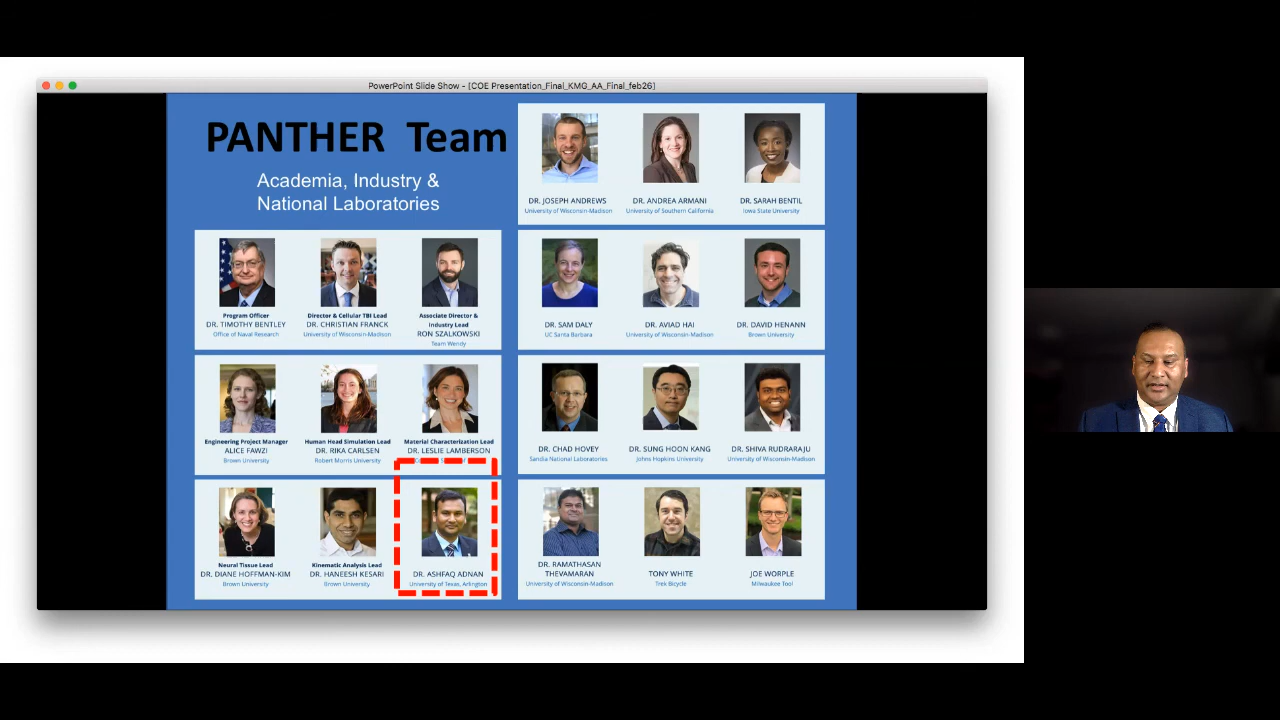 PowerPoint Slide Show - [COE Presentation_Final_KMG_AA_Final_feb26]
PANTHER Team
Academia, Industry &
National Laboratories
Program Officer
DR. TIMOTHY BENTLEY
Office of Naval Research
Director & Cellular TBI Lead
DR. CHRISTIAN FRANCK
University of Wisconsin-Madison
Associate Director &
Industry Lead
RON SZALKOWSKI
Team Wendy
Engineering Project Manager
ALICE FAWZI
Brown University
Human Head Simulation Lead
DR. RIKA CARLSEN
Robert Morris University
Material Characterization Lead
DR. LESLIE LAMBERSON
Neural Tissue Lead
DR. DIANE HOFFMAN-KIM
Brown University
Kinematic Analysis Lead
DR. HANEESH KESARI
Brown University
DR. ASHFAQ ADNAN
University of Texas, Arlington
DR. JOSEPH ANDREWS
University of Wisconsin-Madison
DR. ANDREA ARMANI
University of Southern California
DR. SARAH BENTIL
Iowa State University
DR. SAM DALY
UC Santa Barbara
DR. AVIAD HAI
University of Wisconsin-Madison
DR. DAVID HENANN
Brown University
DR. CHAD HOVEY
Sandia National Laboratories
DR. SUNG HOON KANG
Johns Hopkins University
DR. SHIVA RUDRARAJU
University of Wisconsin-Madisuen
DR. RAMATHASAN
THEVAMARAN
University of Wisconsin-Madison
TONY WHITE
Trek Bicycle
JOE WORPLE
Milwaukee Tool